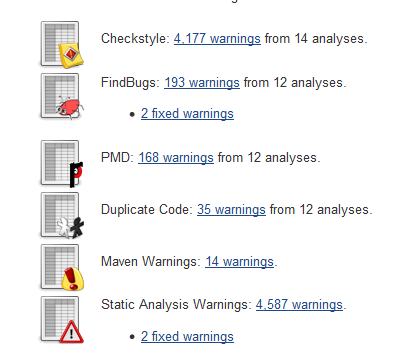 Checkstyle: 4,177 warnings from 14 analyses.
FindBugs: 193 warnings from 12 analyses.
• 2 fixed warnings
PMD: 168 warnings from 12 analyses.
Duplicate Code: 35 warnings from 12 analyses.
Maven Warnings: 14 warnings.
Static Analysis Warnings: 4,587 warnings.
• 2 fixed warnings